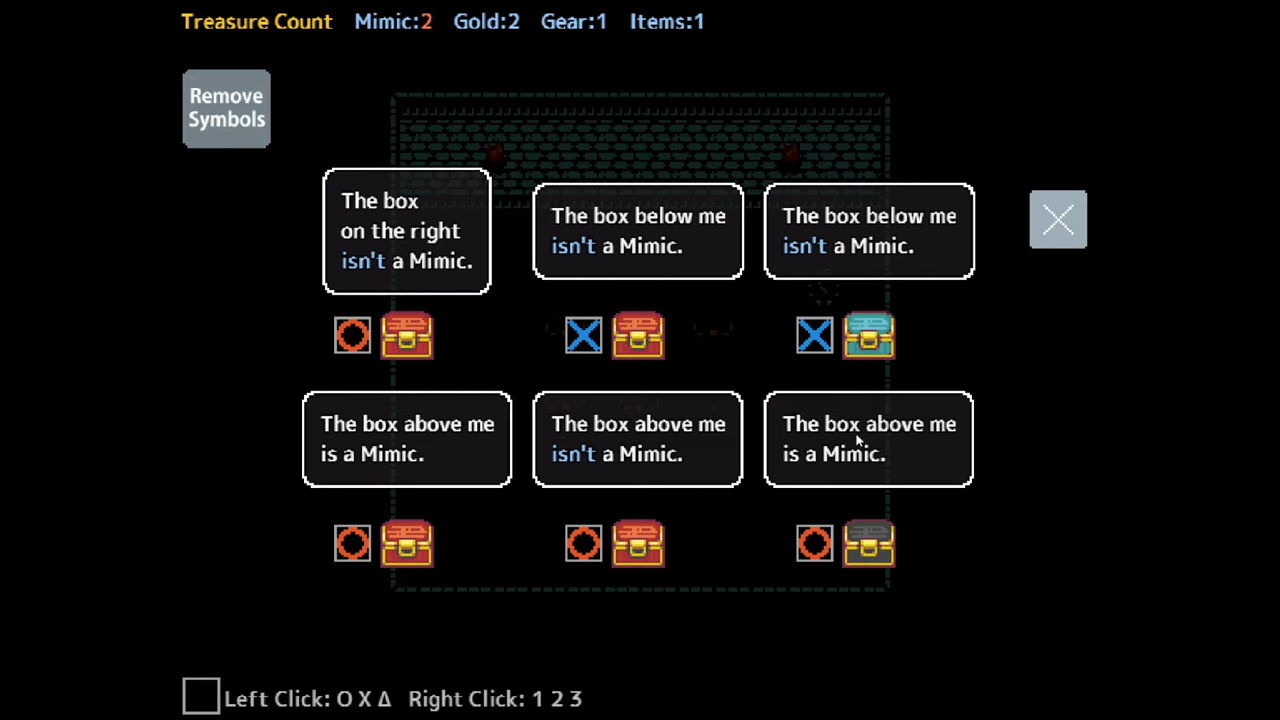 Treasure Count Mimic:2 Gold:2 Gear:1 Items:1
Remove
Symbols
The box
on the right
isn't a Mimic.
The box below me
isn't a Mimic.
The box below me
isn't a Mimic.
The box above me
is a Mimic.
The box above me
isn't a Mimic.
The box above me
is a Mimic.
Left Click: O X Δ Right Click: 1 2 3